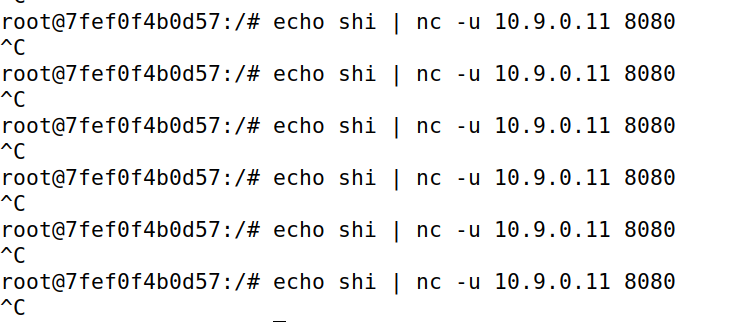 root@7fef0f4b0d57:/# echo shi | nc -u 10.9.0.11 8080
^C
root@7fef0f4b0d57:/# echo shi | nc -u 10.9.0.11 8080
^C
root@7fef0f4b0d57:/# echo shi | nc -u 10.9.0.11 8080
^C
root@7fef0f4b0d57:/# echo shi | nc -u 10.9.0.11 8080
^C
root@7fef0f4b0d57:/# echo shi | nc -u 10.9.0.11 8080
^C
root@7fef0f4b0d57:/# echo shi | nc -u 10.9.0.11 8080
^C